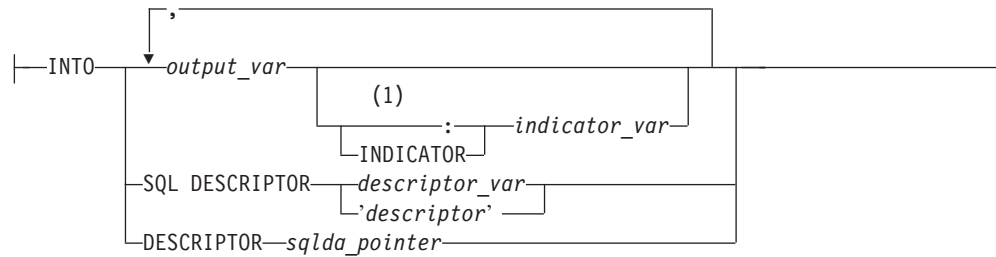 ,
INTO output_var
(1)
: indicator_var
INDICATOR
SQL DESCRIPTOR descriptor_var
'descriptor'
DESCRIPTOR sqlda_pointer